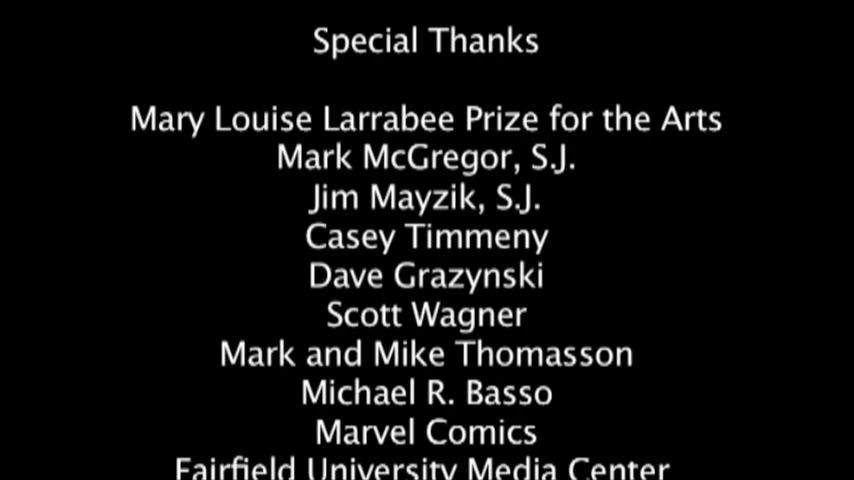 Special Thanks
Mary Louise Larrabee Prize for the Arts
Mark McGregor, S.J.
Jim Mayzik, S.J.
Casey Timmeny
Dave Grazynski
Scott Wagner
Mark and Mike Thomasson
Michael R. Basso
Marvel Comics
Fairfield University Media Center